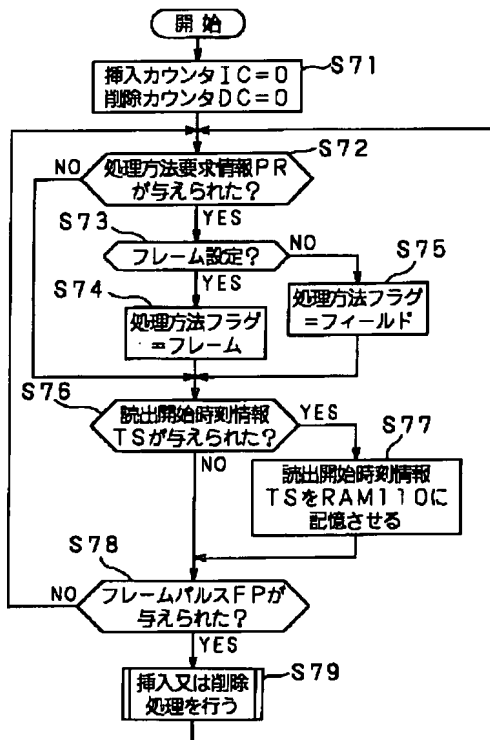 開始
S71
挿入カウンタIC=0
削除カウンタDC=0
S72
処理方法要求情報PR
が与えられた?
NO
YES
S73
フレーム設定?
NO
YES
S74
処理方法フラグ
=フレーム
S75
処理方法フラグ
=フィールド
S76
読出開始時刻情報
TSが与えられた?
YES
NO
S77
読出開始時刻情報
TSをRAM110に
記憶させる
S78
フレームパルスFPが
与えられた?
NO
YES
S79
挿入又は削除
処理を行う